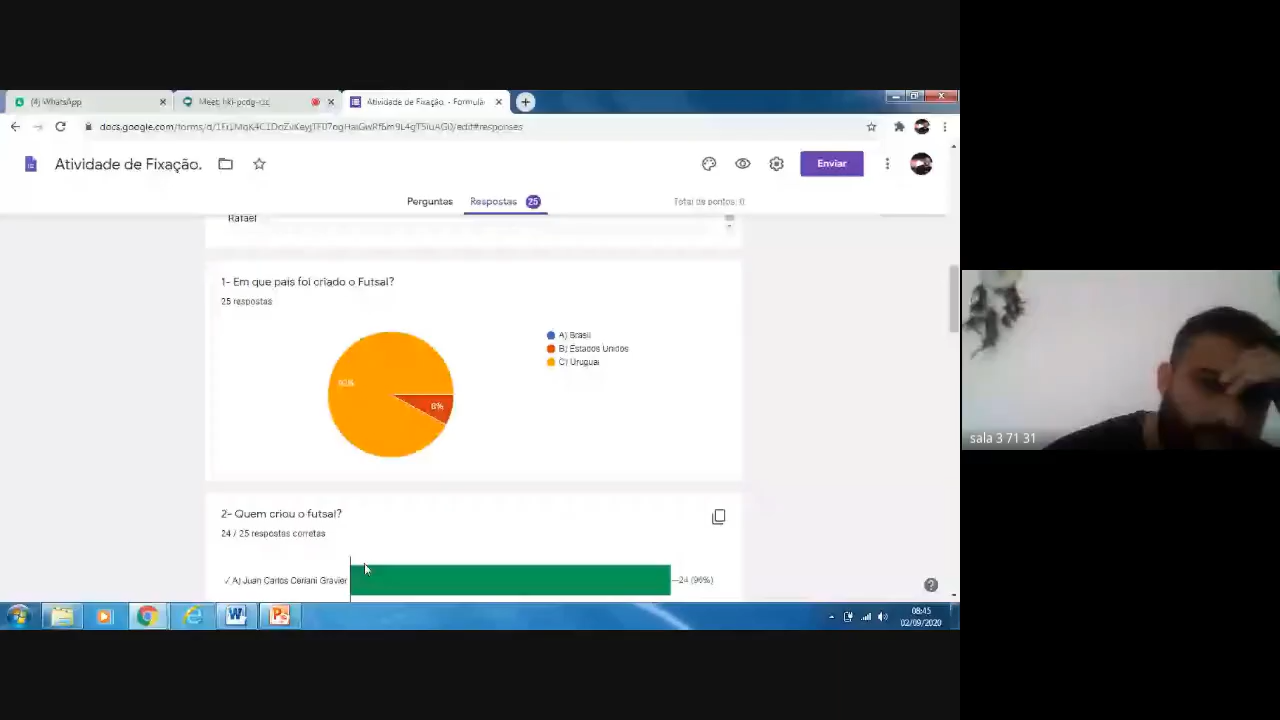 (4) WhatsApp
Meet:
Atividade de Fixação. - Formulá
Atividade de Fixação.
Enviar
Perguntas
Respostas 25
Total de pontos: 0
Rafael
1- Em que país foi criado o Futsal?
25 respostas
A) Brasil
B) Estados Unidos
C) Uruguai
92%
8%
2- Quem criou o futsal?
24 / 25 respostas corretas
✓ A) Juan Carlos Ceriani Gravier
24 (96%)
sala 3 71 31
08:45
02/09/2020